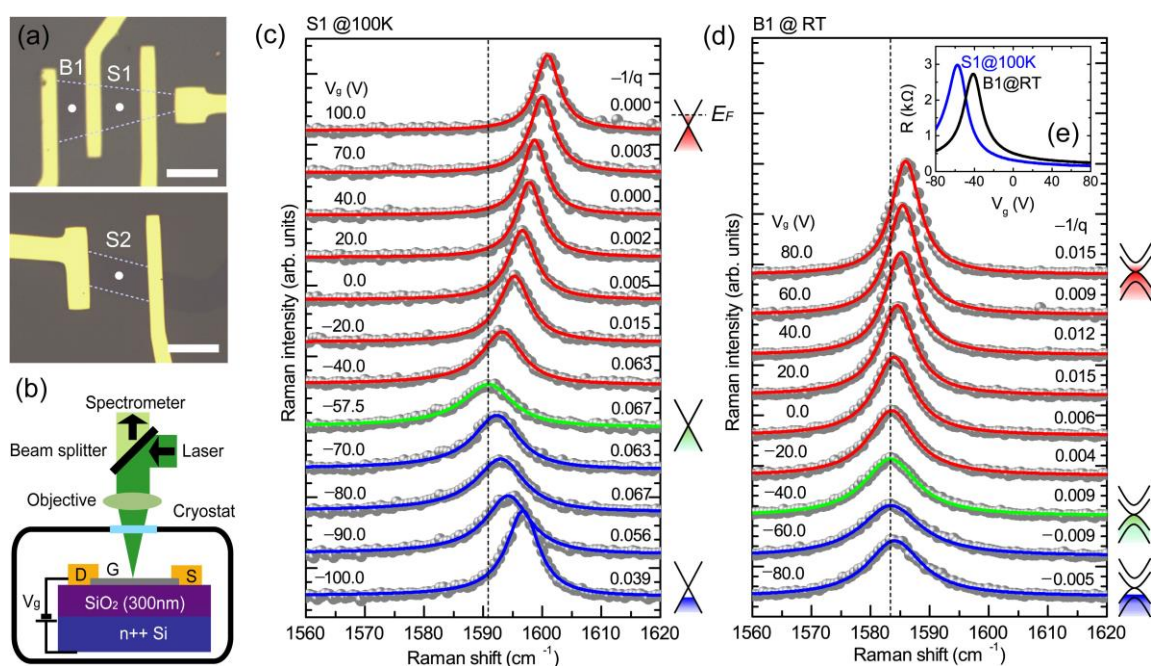 (a)
B1
S1
S2
(b)
Spectrometer
Beam splitter
Laser
Objective
Cryostat
D
G
S
Vg
SiO2 (300nm)
n++ Si
(c)
S1 @100K
Raman intensity (arb. units)
Vg (V)
−1/q
100.0
0.000
70.0
0.003
40.0
0.000
20.0
0.002
0.0
0.005
−20.0
0.015
−40.0
0.063
−57.5
0.067
−70.0
0.063
−80.0
0.067
−90.0
0.056
−100.0
0.039
EF
1560 1570 1580 1590 1600 1610 1620
Raman shift (cm −1)
(d)
B1 @ RT
Raman intensity (arb. units)
Vg (V)
−1/q
80.0
0.015
60.0
0.009
40.0
0.012
20.0
0.015
0.0
0.006
−20.0
0.004
−40.0
0.009
−60.0
−0.009
−80.0
−0.005
1560 1570 1580 1590 1600 1610 1620
Raman shift (cm −1)
(e)
S1@100K
B1@RT
R (kΩ)
3
2
1
0
-80 -40 0 40 80
Vg (V)